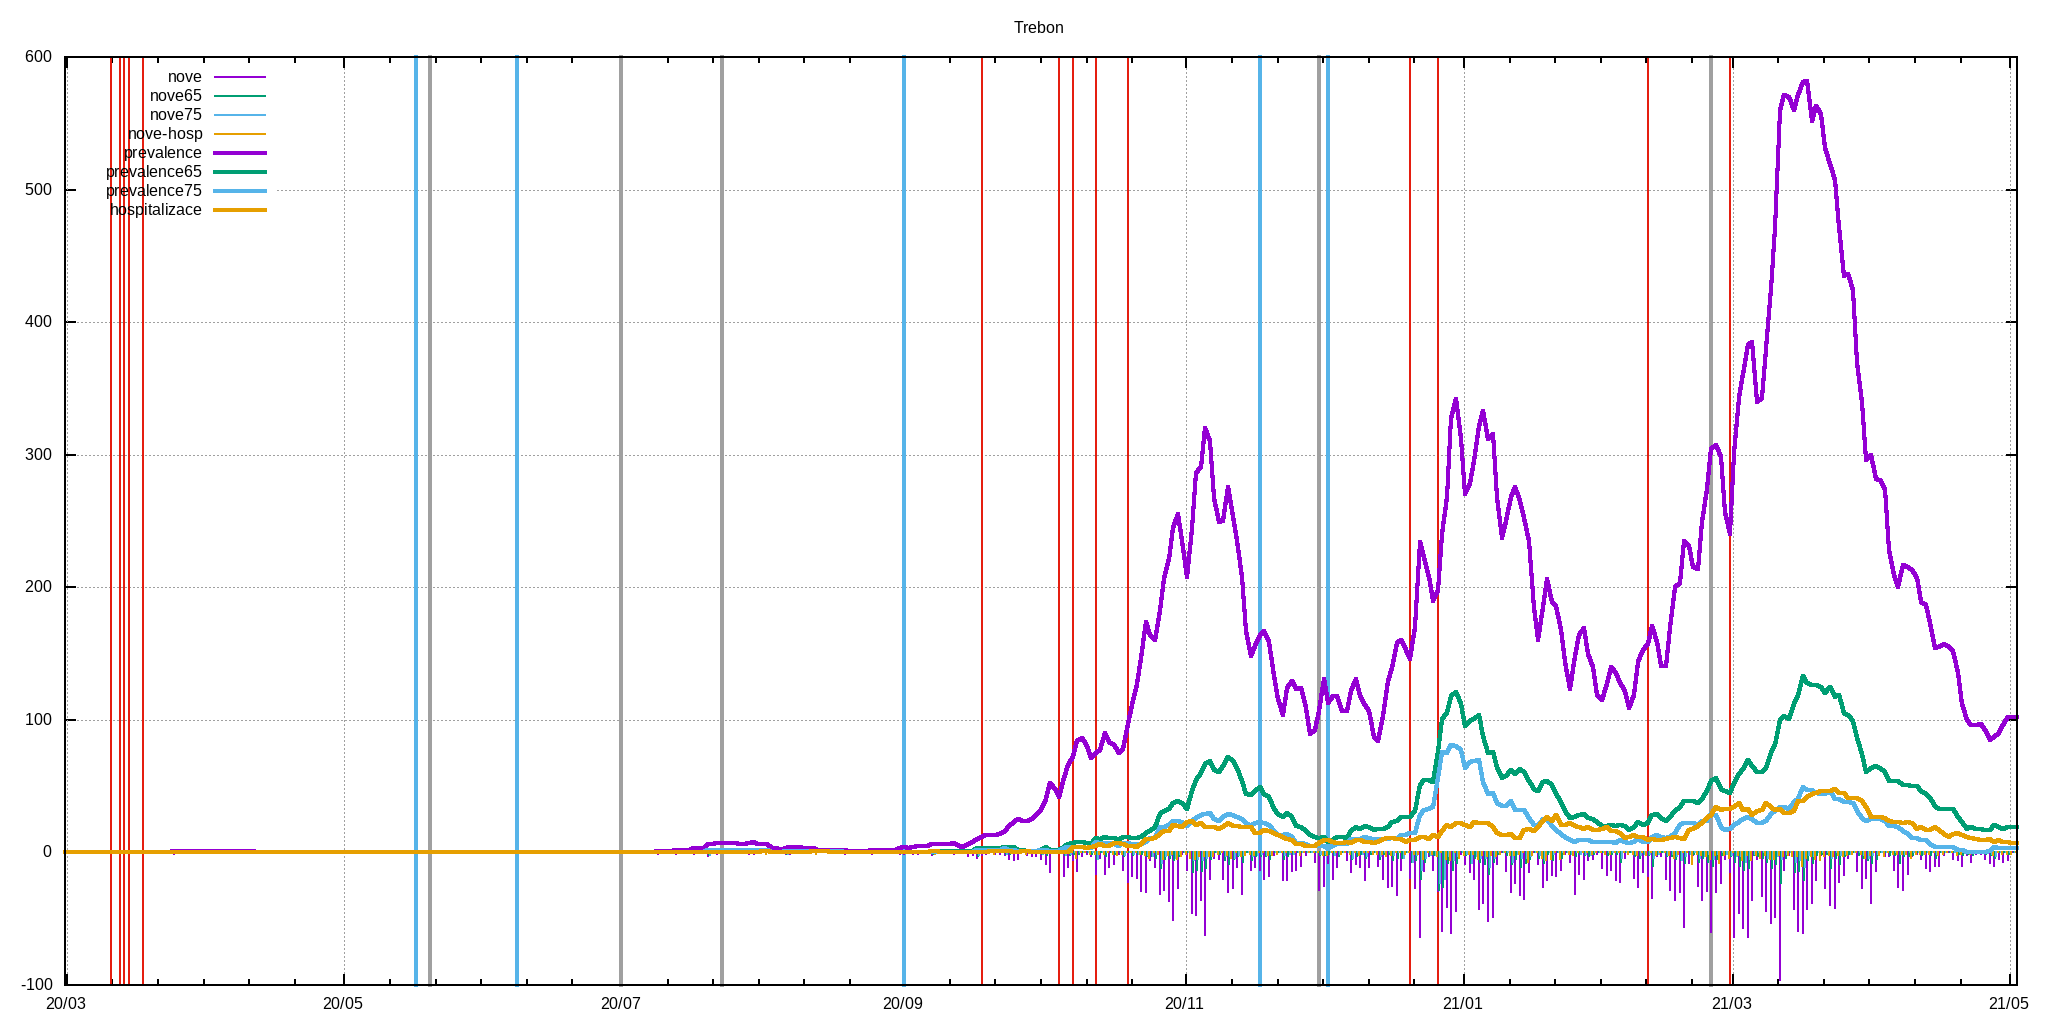 Trebon
600
nove
nove65
nove75
nove-hosp
prevalence
prevalence65
prevalence75
hospitalizace
500
400
300
200
100
0
-100
20/03 20/05 20/07 20/09 20/11 21/01 21/03 21/05